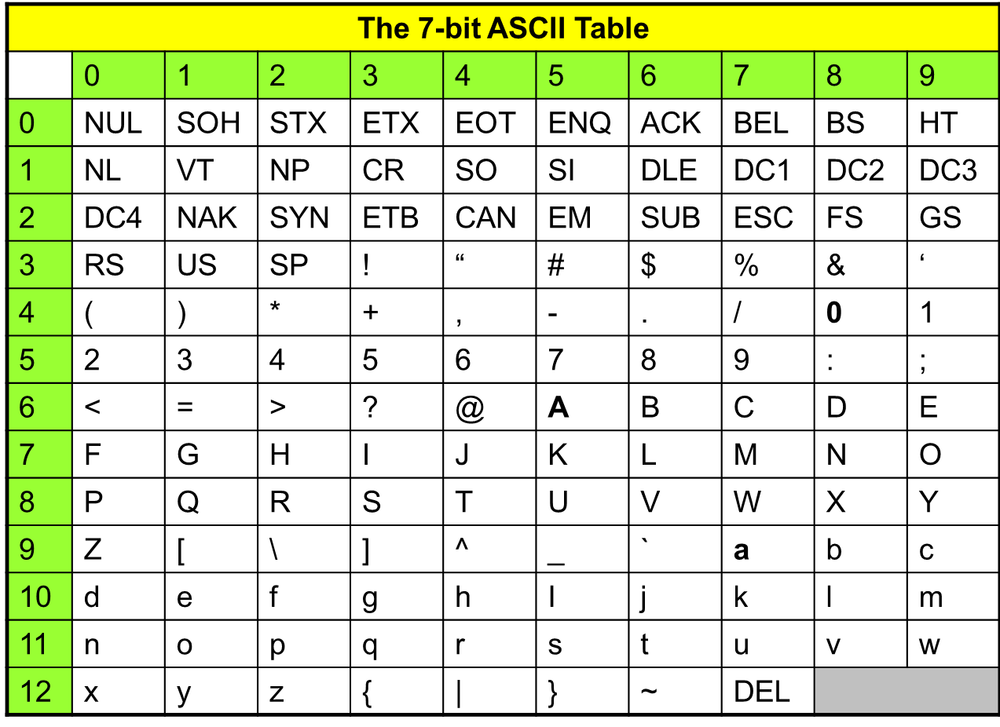 The 7-bit ASCII Table
0 1 2 3 4 5 6 7 8 9
0 NUL SOH STX ETX EOT ENQ ACK BEL BS HT
1 NL VT NP CR SO SI DLE DC1 DC2 DC3
2 DC4 NAK SYN ETB CAN EM SUB ESC FS GS
3 RS US SP ! “ # $ % & ‘
4 ( ) * + , - . / 0 1
5 2 3 4 5 6 7 8 9 : ;
6 < = > ? @ A B C D E
7 F G H I J K L M N O
8 P Q R S T U V W X Y
9 Z [ \ ] ^ _ ` a b c
10 d e f g h I j k l m
11 n o p q r s t u v w
12 x y z { | } ~ DEL